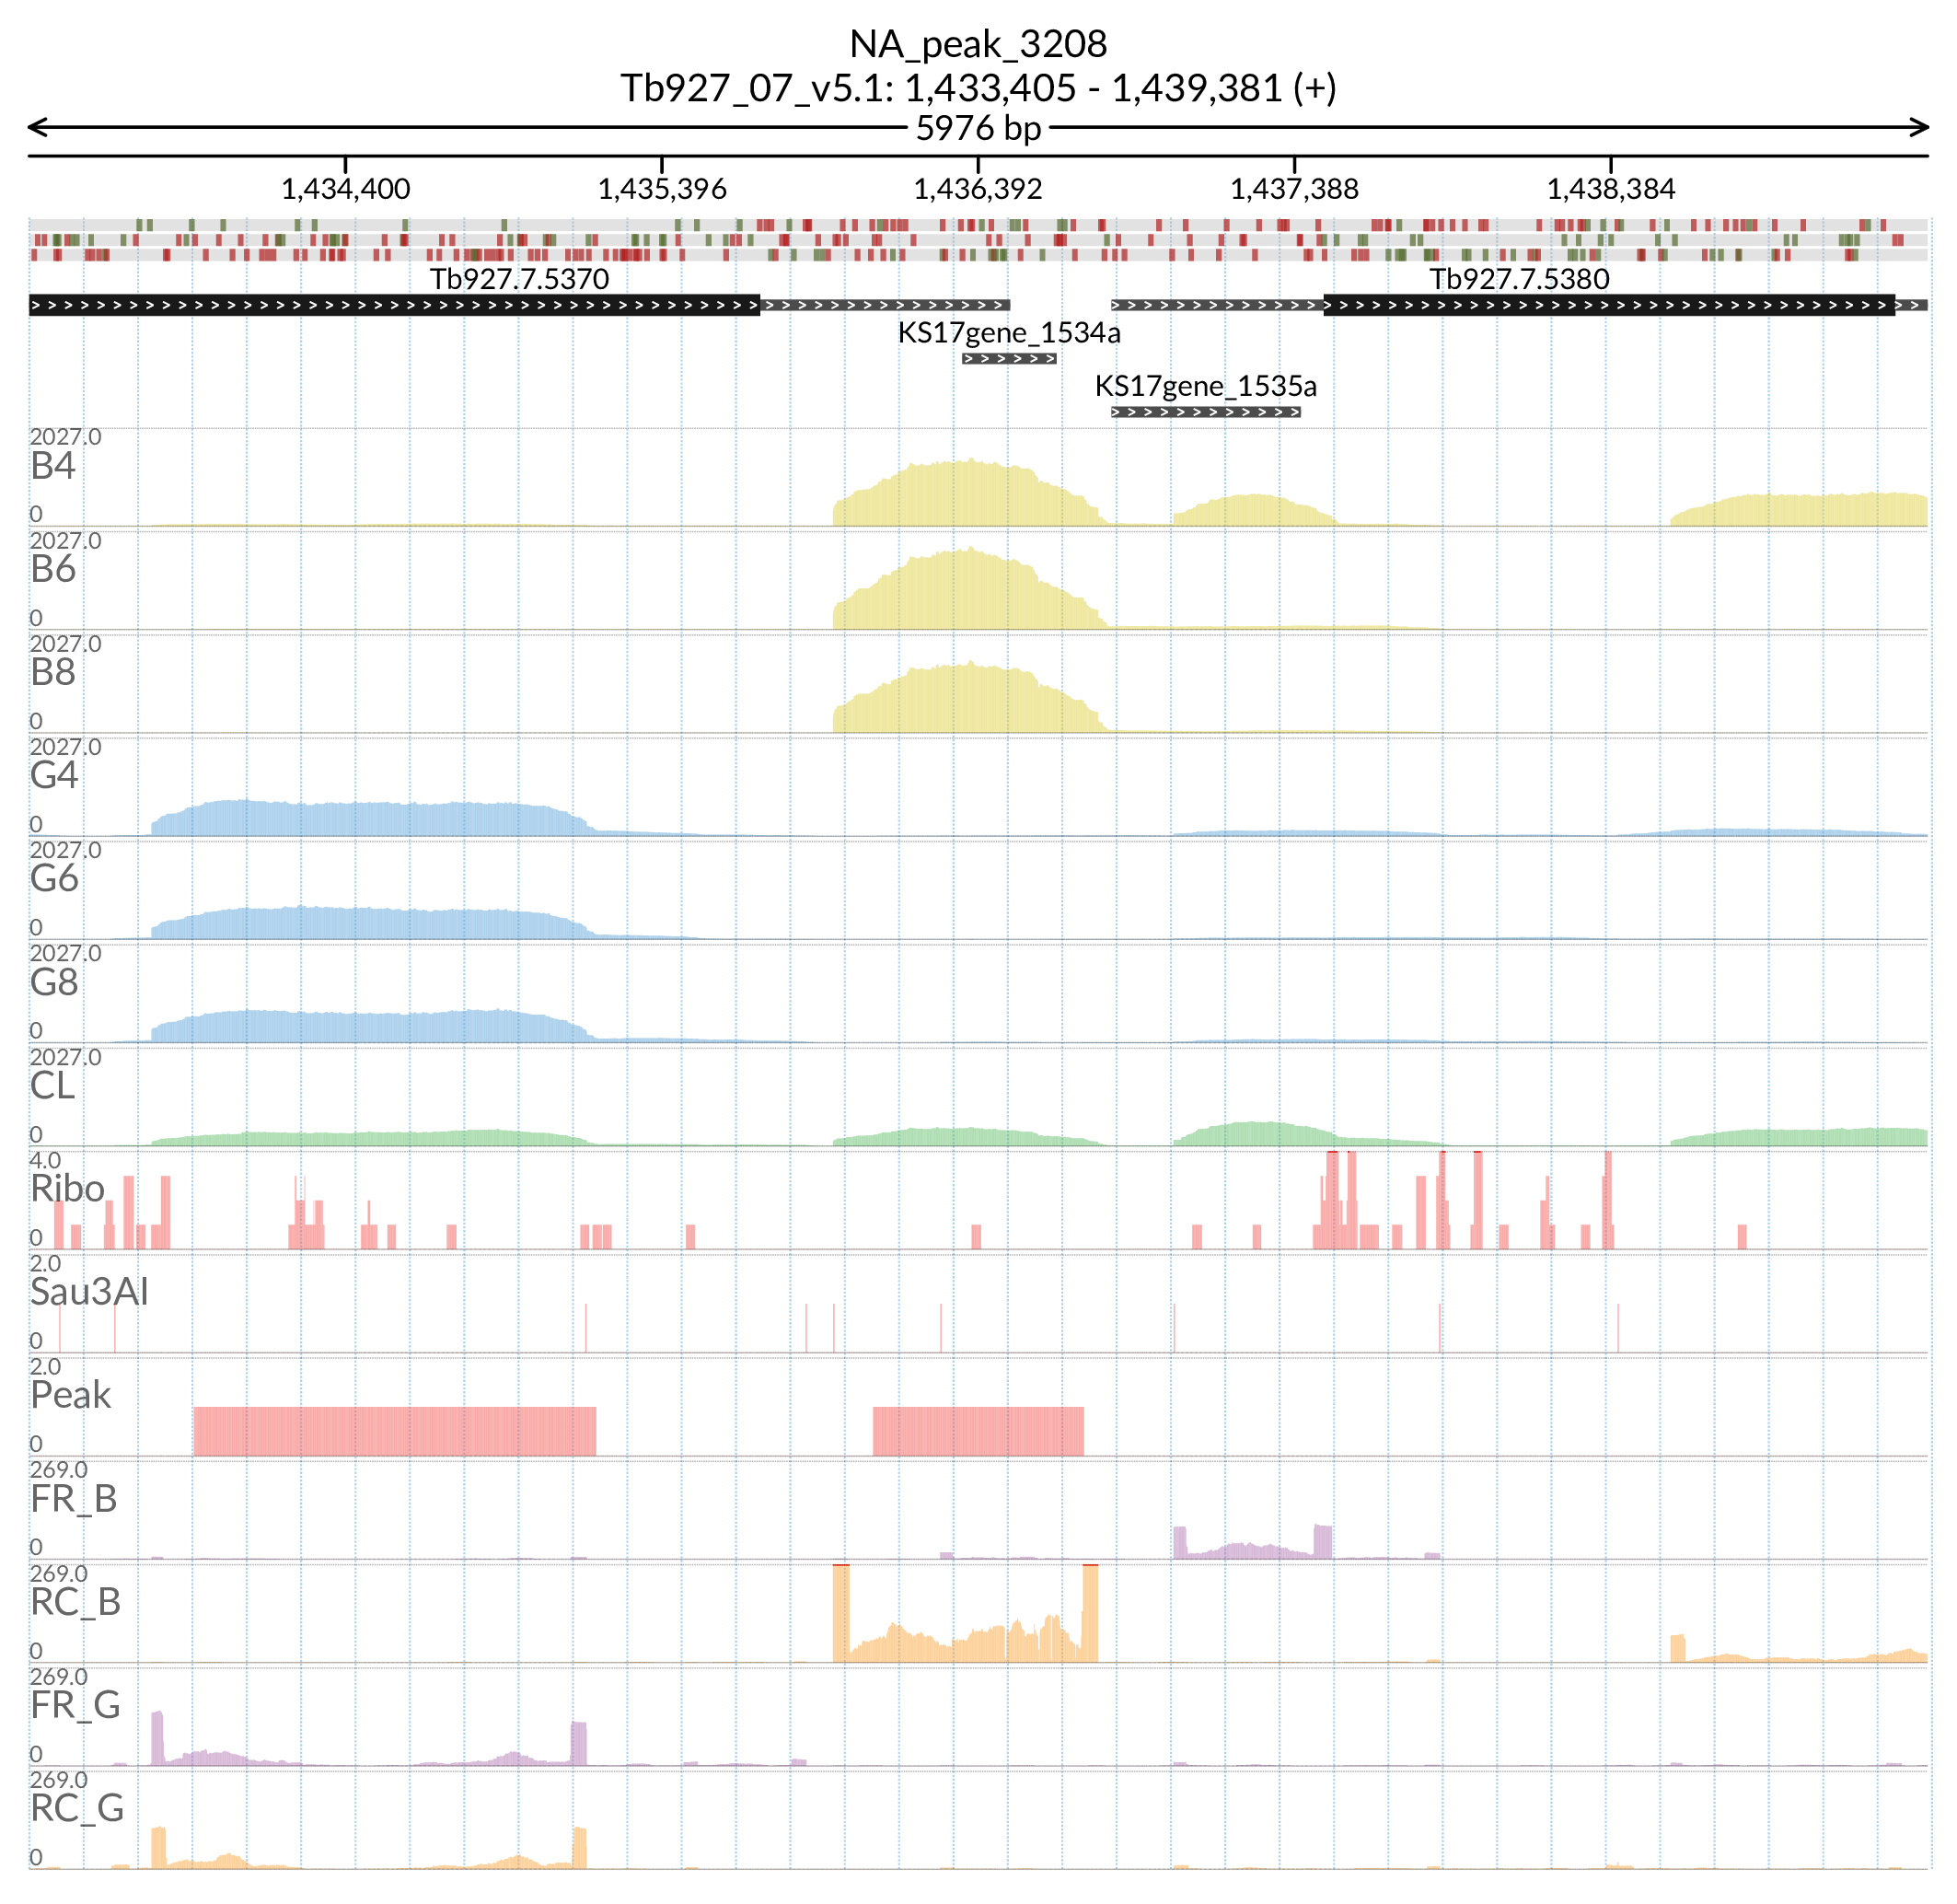 NA_peak_3208
Tb927_07_v5.1: 1,433,405 - 1,439,381 (+)
5976 bp
1,434,400 1,435,396 1,436,392 1,437,388 1,438,384
Tb927.7.5370 Tb927.7.5380
KS17gene_1534a
KS17gene_1535a
2027.0
B4
0
2027.0
B6
0
2027.0
B8
0
2027.0
G4
0
2027.0
G6
0
2027.0
G8
0
2027.0
CL
0
4.0
Ribo
0
2.0
Sau3AI
0
2.0
Peak
0
269.0
FR_B
0
269.0
RC_B
0
269.0
FR_G
0
269.0
RC_G
0